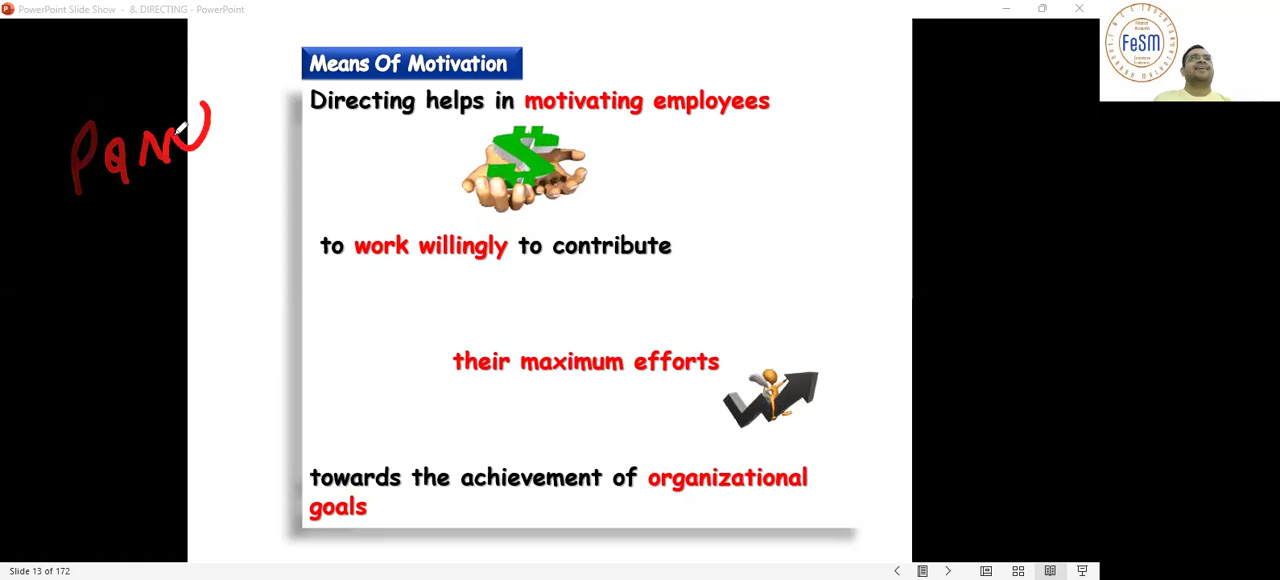 PowerPoint Slide Show - 8. DIRECTING - PowerPoint
FeSM
Means Of Motivation
Directing helps in motivating employees
$
to work willingly to contribute
their maximum efforts
towards the achievement of organizational
goals
Slide 13 of 172